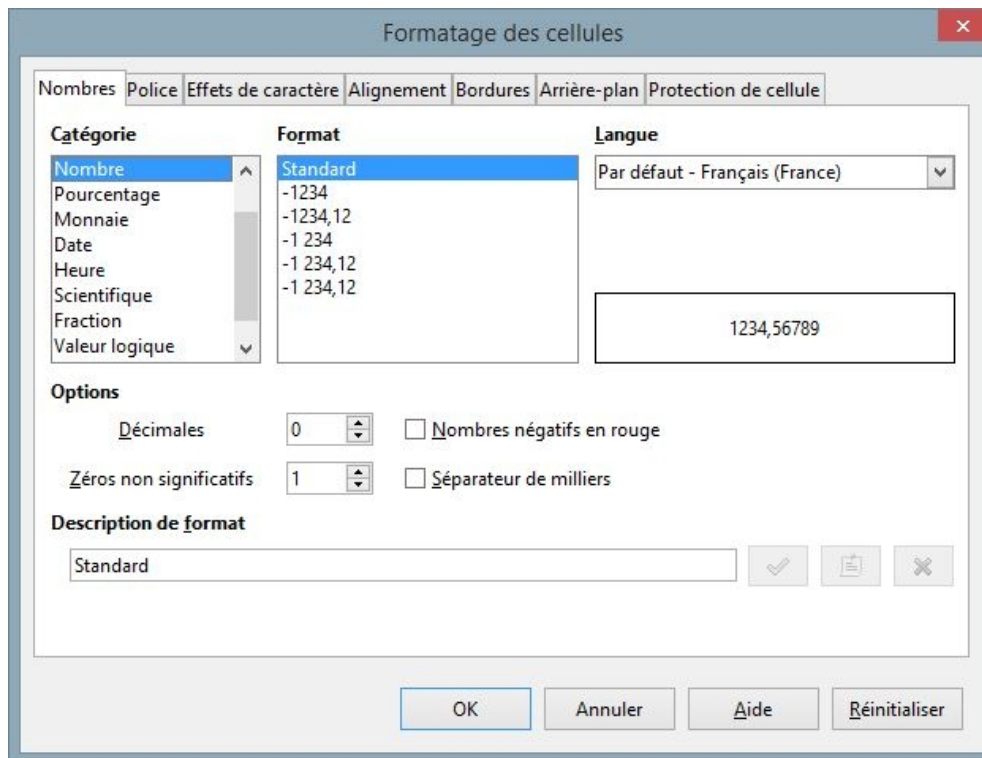 Formatage des cellules
Nombres Police Effets de caractère Alignement Bordures Arrière-plan Protection de cellule
Catégorie
Nombre
Pourcentage
Monnaie
Date
Heure
Scientifique
Fraction
Valeur logique
Format
Standard
-1234
-1234,12
-1 234
-1 234,12
-1 234,12
Langue
Par défaut - Français (France)
1234,56789
Options
Décimales 0 Nombres négatifs en rouge
Zéros non significatifs 1 Séparateur de milliers
Description de format
Standard
OK Annuler Aide Réinitialiser